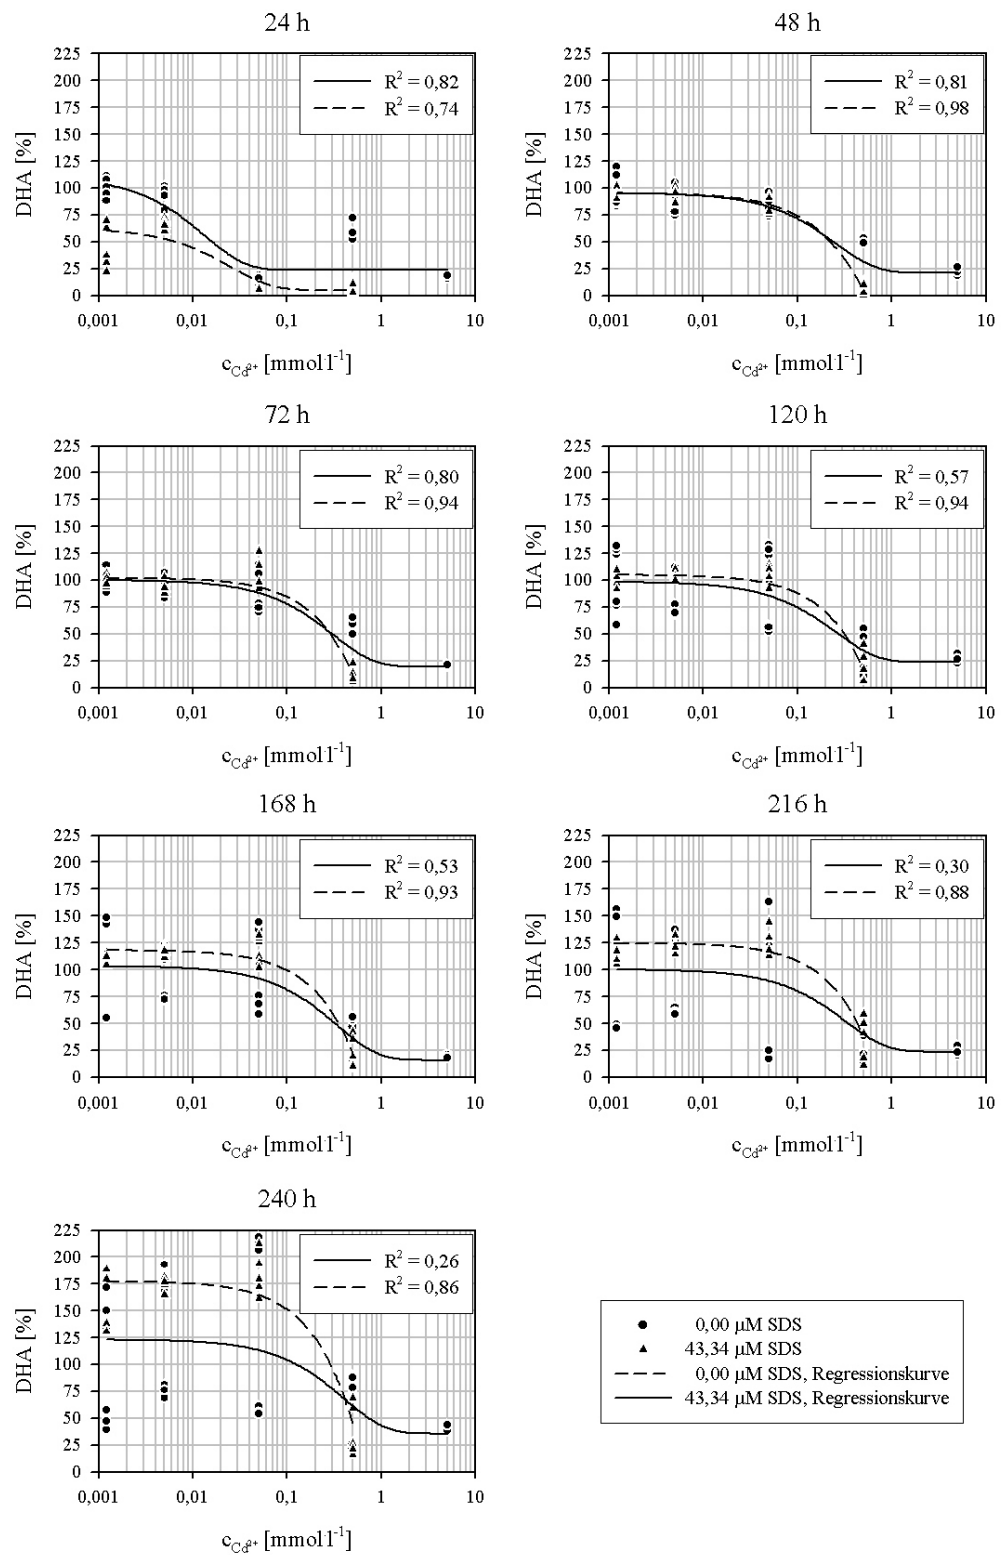 24 h
DHA [%]
225
200
175
150
125
100
75
50
25
0
R² = 0,82
R² = 0,74
0,001
0,01
0,1
1
10
c_Cd²⁺ [mmol·l⁻¹]
48 h
DHA [%]
225
200
175
150
125
100
75
50
25
0
R² = 0,81
R² = 0,98
0,001
0,01
0,1
1
10
c_Cd²⁺ [mmol·l⁻¹]
72 h
DHA [%]
225
200
175
150
125
100
75
50
25
0
R² = 0,80
R² = 0,94
0,001
0,01
0,1
1
10
c_Cd²⁺ [mmol·l⁻¹]
120 h
DHA [%]
225
200
175
150
125
100
75
50
25
0
R² = 0,57
R² = 0,94
0,001
0,01
0,1
1
10
c_Cd²⁺ [mmol·l⁻¹]
168 h
DHA [%]
225
200
175
150
125
100
75
50
25
0
R² = 0,53
R² = 0,93
0,001
0,01
0,1
1
10
c_Cd²⁺ [mmol·l⁻¹]
216 h
DHA [%]
225
200
175
150
125
100
75
50
25
0
R² = 0,30
R² = 0,88
0,001
0,01
0,1
1
10
c_Cd²⁺ [mmol·l⁻¹]
240 h
DHA [%]
225
200
175
150
125
100
75
50
25
0
R² = 0,26
R² = 0,86
0,001
0,01
0,1
1
10
c_Cd²⁺ [mmol·l⁻¹]
0,00 µM SDS
43,34 µM SDS
0,00 µM SDS, Regressionskurve
43,34 µM SDS, Regressionskurve